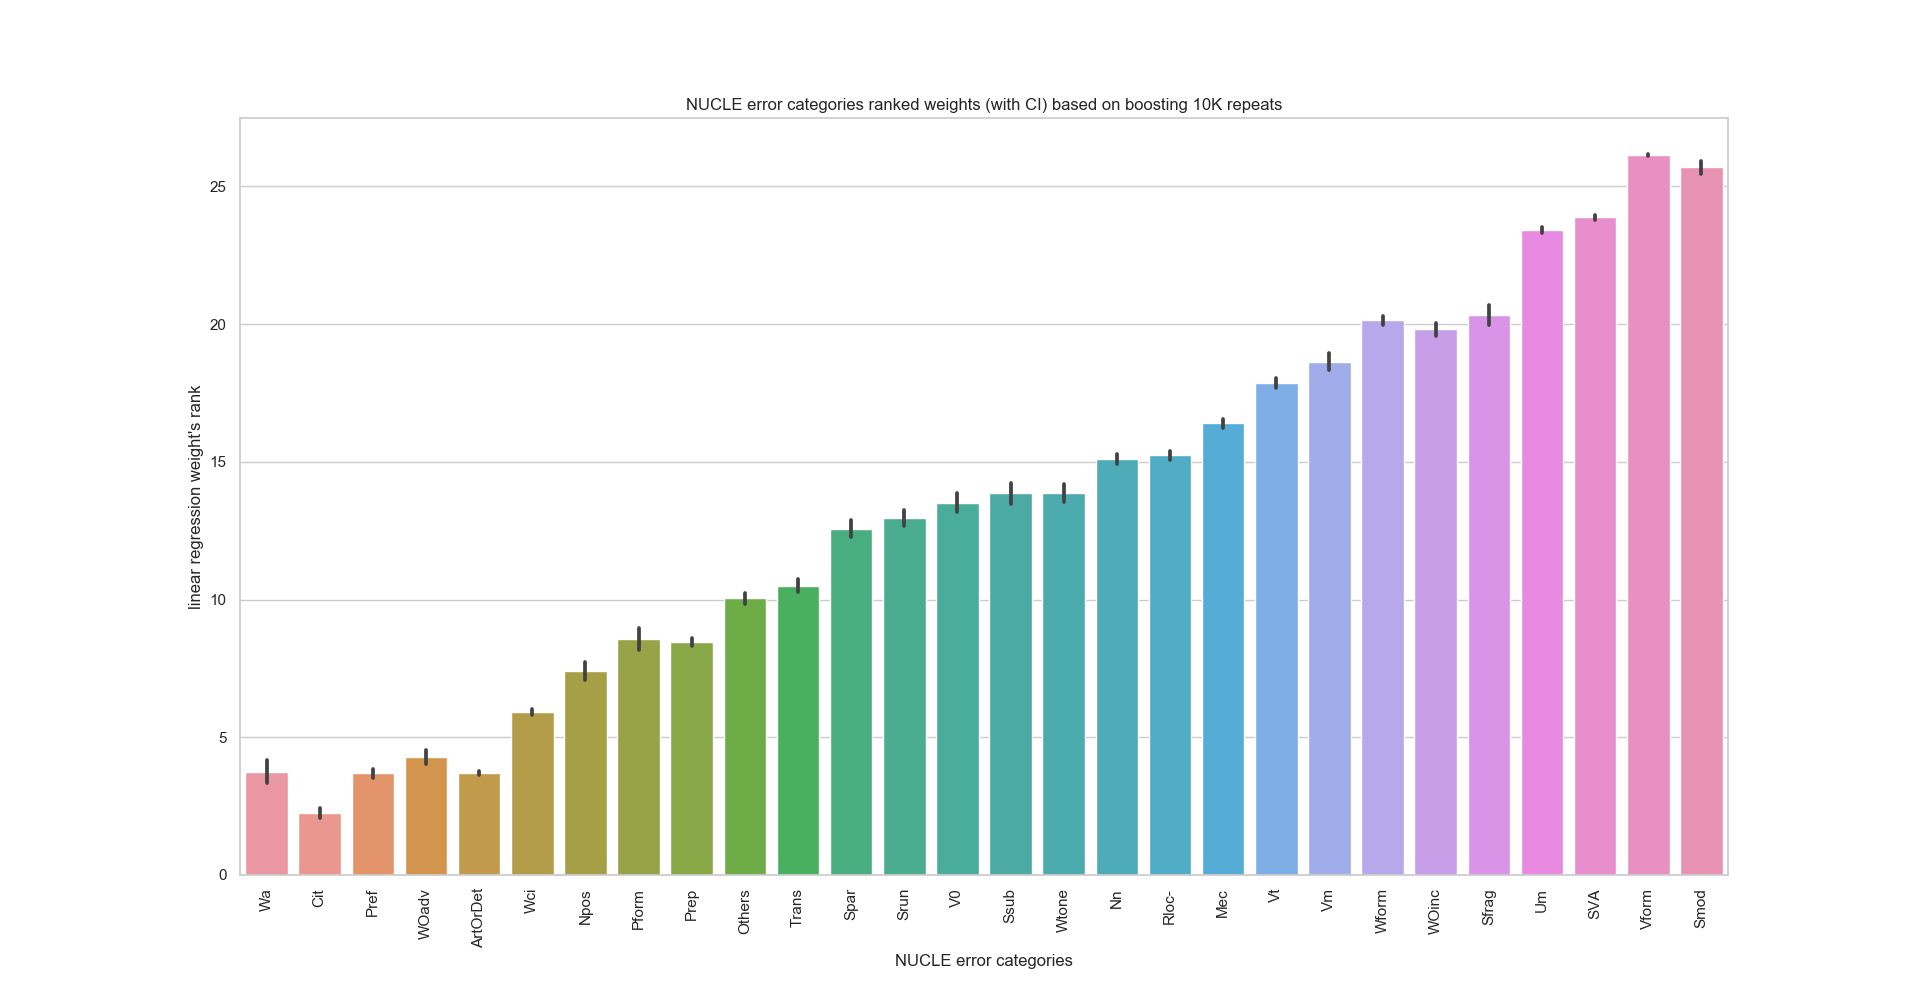 NUCLE error categories ranked weights (with CI) based on boosting 10K repeats
linear regression weight's rank
25
20
15
10
5
0
Wa
Cit
Pref
WOadv
ArtOrDet
Wci
Npos
Pform
Prep
Others
Trans
Spar
Srun
V0
Ssub
Wtone
Nn
Rloc-
Mec
Vt
Vm
Wform
WOinc
Sfrag
Um
SVA
Vform
Smod
NUCLE error categories